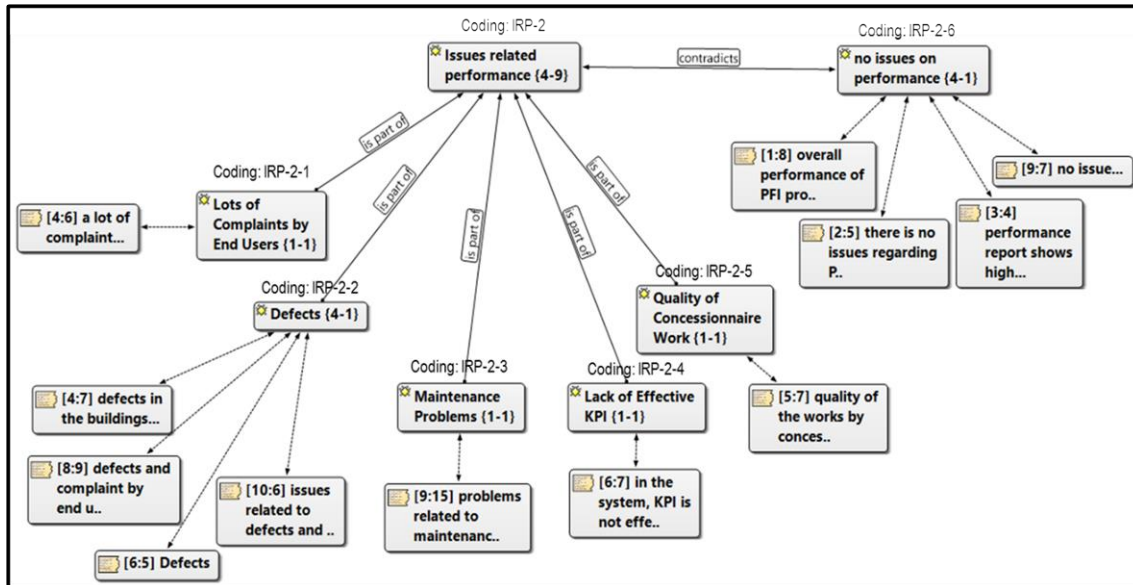 Coding: IRP-2
Issues related
performance {4-9}
contradicts
Coding: IRP-2-6
no issues on
performance {4-1}
[1:8] overall
performance of
PFI pro..
[2:5] there is no
issues regarding
P..
[3:4]
performance
report shows
high...
[9:7] no issue...
is part of
is part of
is part of
is part of
is part of
Coding: IRP-2-1
Lots of
Complaints by
End Users {1-1}
[4:6] a lot of
complaint...
Coding: IRP-2-2
Defects {4-1}
[4:7] defects in
the buildings...
[8:9] defects and
complaint by
end u..
[6:5] Defects
[10:6] issues
related to
defects and ..
Coding: IRP-2-3
Maintenance
Problems {1-1}
[9:15] problems
related to
maintenanc..
Coding: IRP-2-4
Lack of Effective
KPI {1-1}
[6:7] in the
system, KPI is
not effe..
Coding: IRP-2-5
Quality of
Concessionnaire
Work {1-1}
[5:7] quality of
the works by
conces..